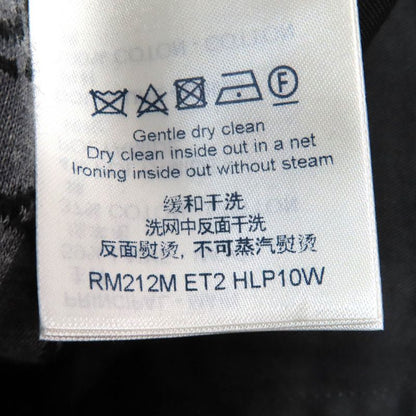 F
Gentle dry clean
Dry clean inside out in a net
Ironing inside out without steam
缓和干洗
洗网中反面干洗
反面熨烫，不可蒸汽熨烫
RM212M ET2 HLP10W